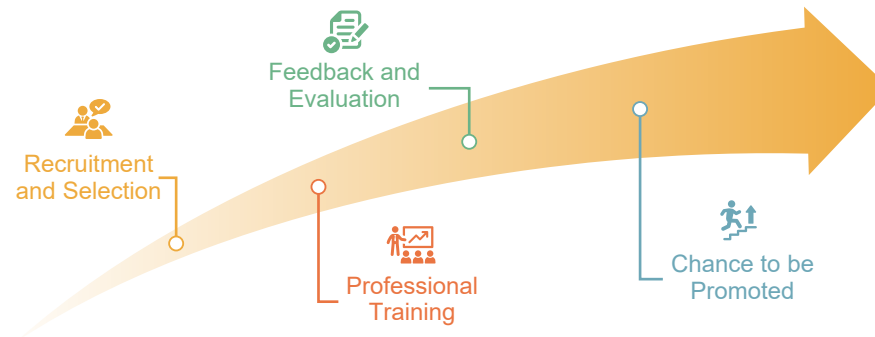 Recruitment
and Selection
Professional
Training
Feedback and
Evaluation
Chance to be
Promoted